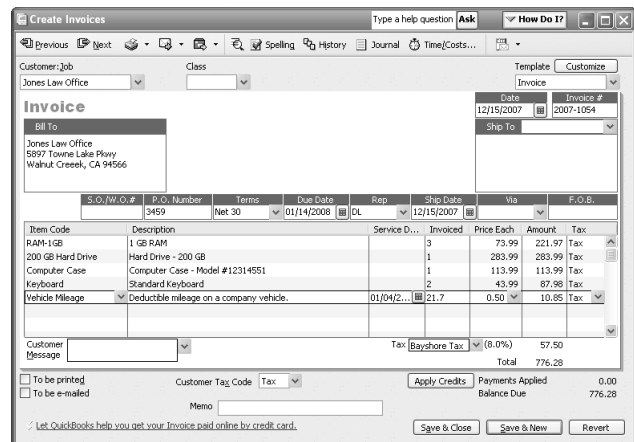 Create Invoices Type a help question Ask How Do I?
Previous Next Spelling History Journal Time/Costs...
Customer:Job Class Template Customize
Jones Law Office Invoice
Invoice Date Invoice #
12/15/2007 2007-1054
Bill To Ship To
Jones Law Office
5897 Towne Lake Pkwy
Walnut Creeek, CA 94566
S.O./W.O.# P.O. Number Terms Due Date Rep Ship Date Via F.O.B.
3459 Net 30 01/14/2008 DL 12/15/2007
Item Code Description Service D... Invoiced Price Each Amount Tax
RAM-1GB 1 GB RAM 3 73.99 221.97 Tax
200 GB Hard Drive Hard Drive - 200 GB 1 283.99 283.99 Tax
Computer Case Computer Case - Model #12314551 1 113.99 113.99 Tax
Keyboard Standard Keyboard 2 43.99 87.98 Tax
Vehicle Mileage Deductible mileage on a company vehicle. 01/04/2... 21.7 0.50 10.85 Tax
Customer Message Tax Bayshore Tax (8.0%) 57.50
Total 776.28
To be printed Customer Tax Code Tax Apply Credits Payments Applied 0.00
To be e-mailed Balance Due 776.28
Memo
Let QuickBooks help you get your Invoice paid online by credit card. Save & Close Save & New Revert